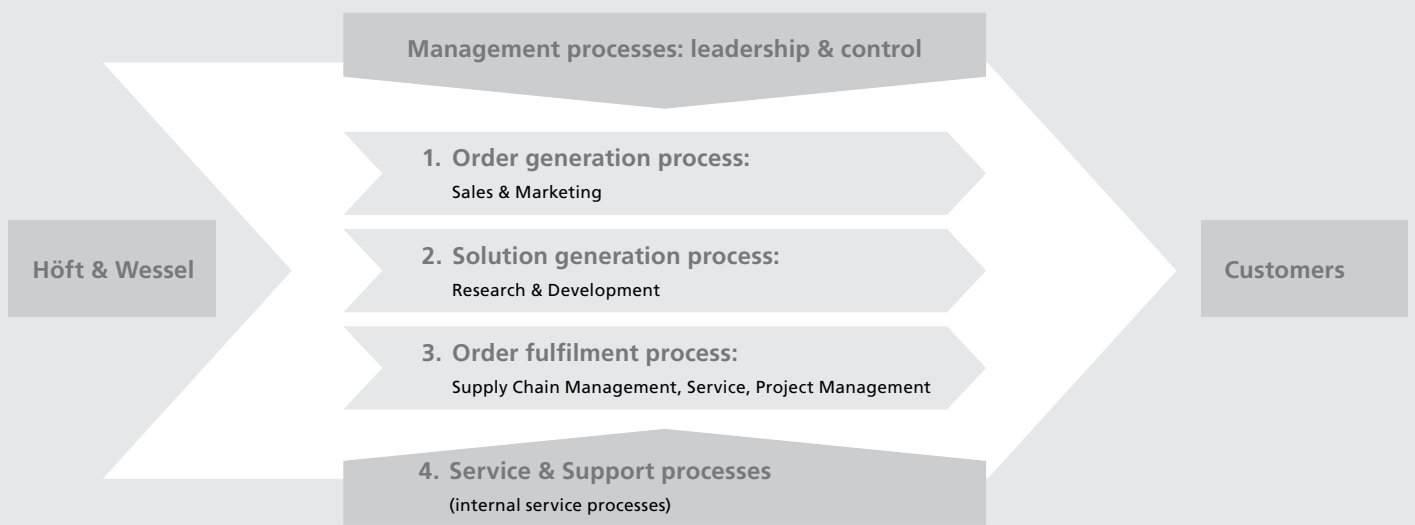 Management processes: leadership & control
1. Order generation process:
Sales & Marketing
2. Solution generation process:
Research & Development
3. Order fulfilment process:
Supply Chain Management, Service, Project Management
4. Service & Support processes
(internal service processes)
Höft & Wessel
Customers